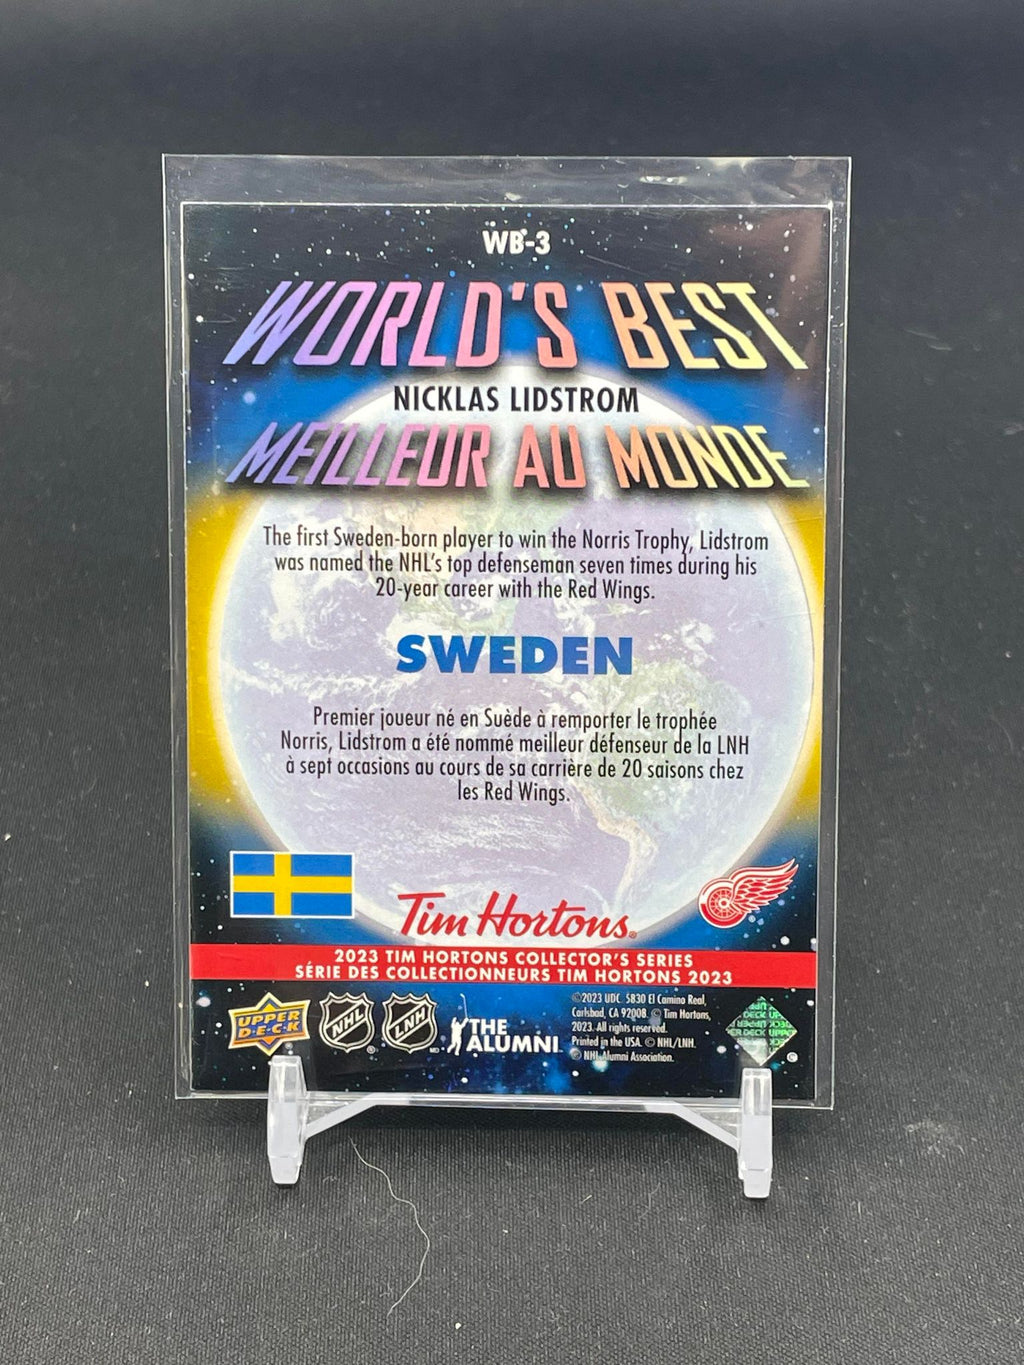 WB-3
WORLD'S BEST
NICKLAS LIDSTROM
MEILLEUR AU MONDE
The first Sweden-born player to win the Norris Trophy, Lidstrom
was named the NHL's top defenseman seven times during his
20-year career with the Red Wings.
SWEDEN
Premier joueur né en Suède à remporter le trophée
Norris, Lidstrom a été nommé meilleur défenseur de la LNH
à sept occasions au cours de sa carrière de 20 saisons chez
les Red Wings.
Tim Hortons®
2023 TIM HORTONS COLLECTOR'S SERIES
SÉRIE DES COLLECTIONNEURS TIM HORTONS 2023
UPPER DECK
NHL ®
LNH
THE ALUMNI
©2023 UDC. 5830 El Camino Real,
Carlsbad, CA 92008. © Tim Hortons,
2023. All rights reserved.
Printed in the USA. © NHL/LNH.
© NHL Alumni Association.